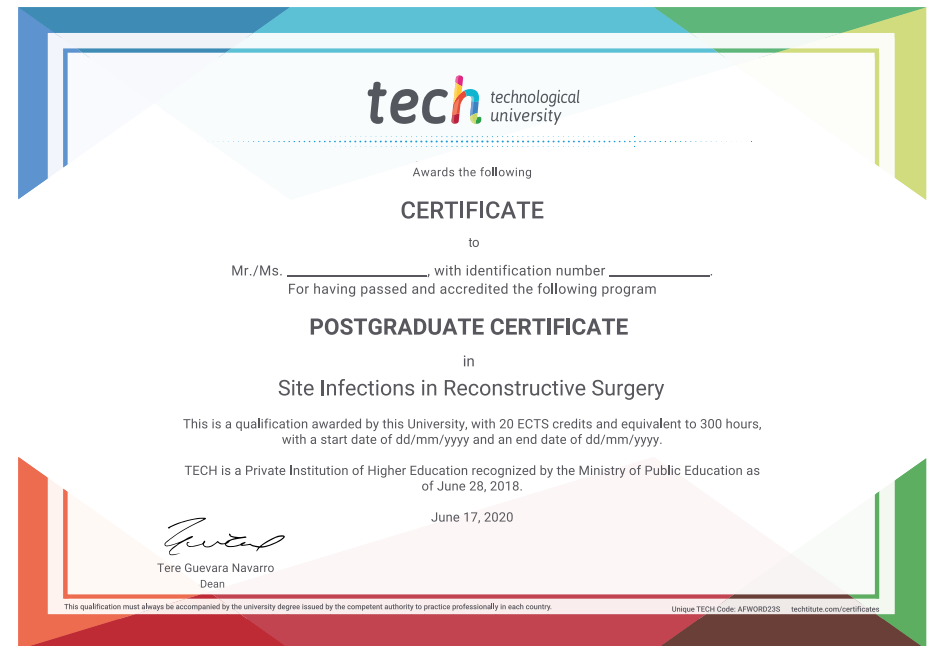 tech technological
university
Awards the following
CERTIFICATE
to
Mr./Ms. ____________________, with identification number ______________.
For having passed and accredited the following program
POSTGRADUATE CERTIFICATE
in
Site Infections in Reconstructive Surgery
This is a qualification awarded by this University, with 20 ECTS credits and equivalent to 300 hours,
with a start date of dd/mm/yyyy and an end date of dd/mm/yyyy.
TECH is a Private Institution of Higher Education recognized by the Ministry of Public Education as
of June 28, 2018.
June 17, 2020
Tere Guevara Navarro
Dean
This qualification must always be accompanied by the university degree issued by the competent authority to practice professionally in each country.
Unique TECH Code: AFWORD23S techtitute.com/certificates